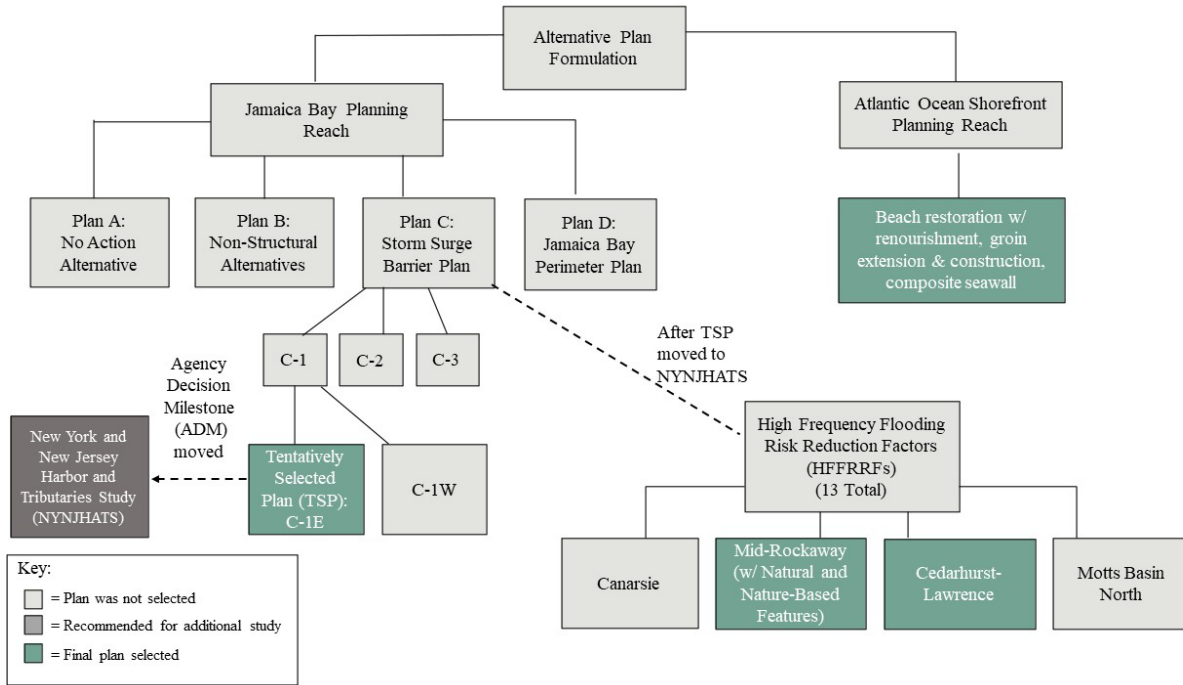 Alternative Plan
Formulation
Jamaica Bay Planning
Reach
Atlantic Ocean Shorefront
Planning Reach
Plan A:
No Action
Alternative
Plan B:
Non-Structural
Alternatives
Plan C:
Storm Surge
Barrier Plan
Plan D:
Jamaica Bay
Perimeter Plan
Beach restoration w/
renourishment, groin
extension & construction,
composite seawall
C-1
C-2
C-3
After TSP
moved to
NYNJHATS
Agency
Decision
Milestone
(ADM)
moved
New York and
New Jersey
Harbor and
Tributaries Study
(NYNJHATS)
Tentatively
Selected
Plan (TSP):
C-1E
C-1W
High Frequency Flooding
Risk Reduction Factors
(HFFRRFs)
(13 Total)
Canarsie
Mid-Rockaway
(w/ Natural and
Nature-Based
Features)
Cedarhurst-
Lawrence
Motts Basin
North
Key:
= Plan was not selected
= Recommended for additional study
= Final plan selected